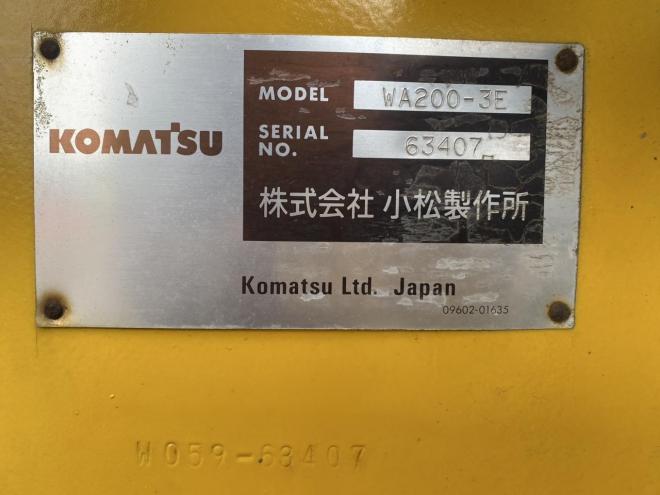 KOMATSU
MODEL WA200-3E
SERIAL NO. 63407
株式会社 小松製作所
Komatsu Ltd. Japan
09602-01635
W059-63407